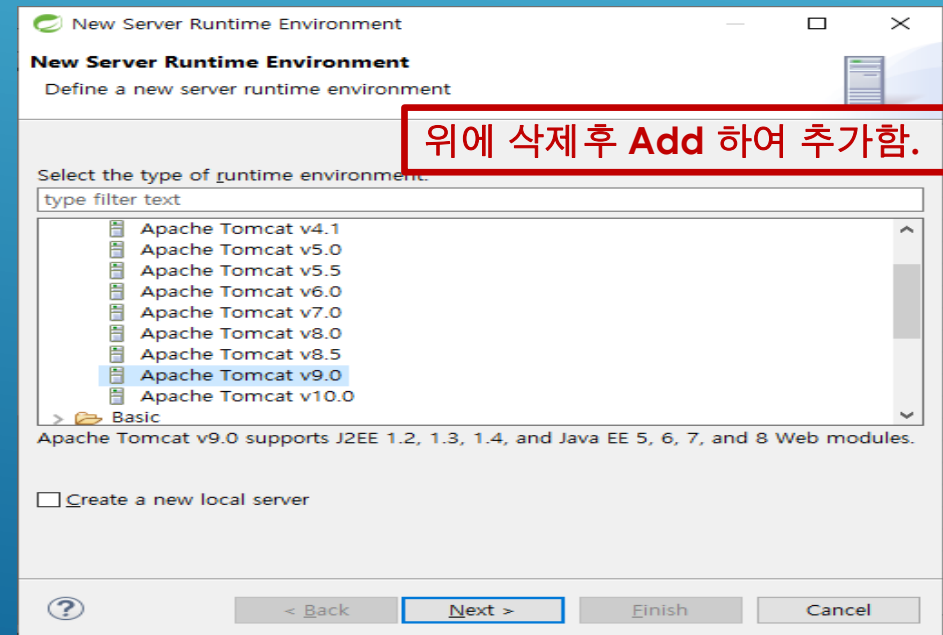 New Server Runtime Environment
New Server Runtime Environment
Define a new server runtime environment
위에 삭제후 Add 하여 추가함.
Select the type of runtime environment:
type filter text
Apache Tomcat v4.1
Apache Tomcat v5.0
Apache Tomcat v5.5
Apache Tomcat v6.0
Apache Tomcat v7.0
Apache Tomcat v8.0
Apache Tomcat v8.5
Apache Tomcat v9.0
Apache Tomcat v10.0
> Basic
Apache Tomcat v9.0 supports J2EE 1.2, 1.3, 1.4, and Java EE 5, 6, 7, and 8 Web modules.
Create a new local server
? < Back Next > Finish Cancel